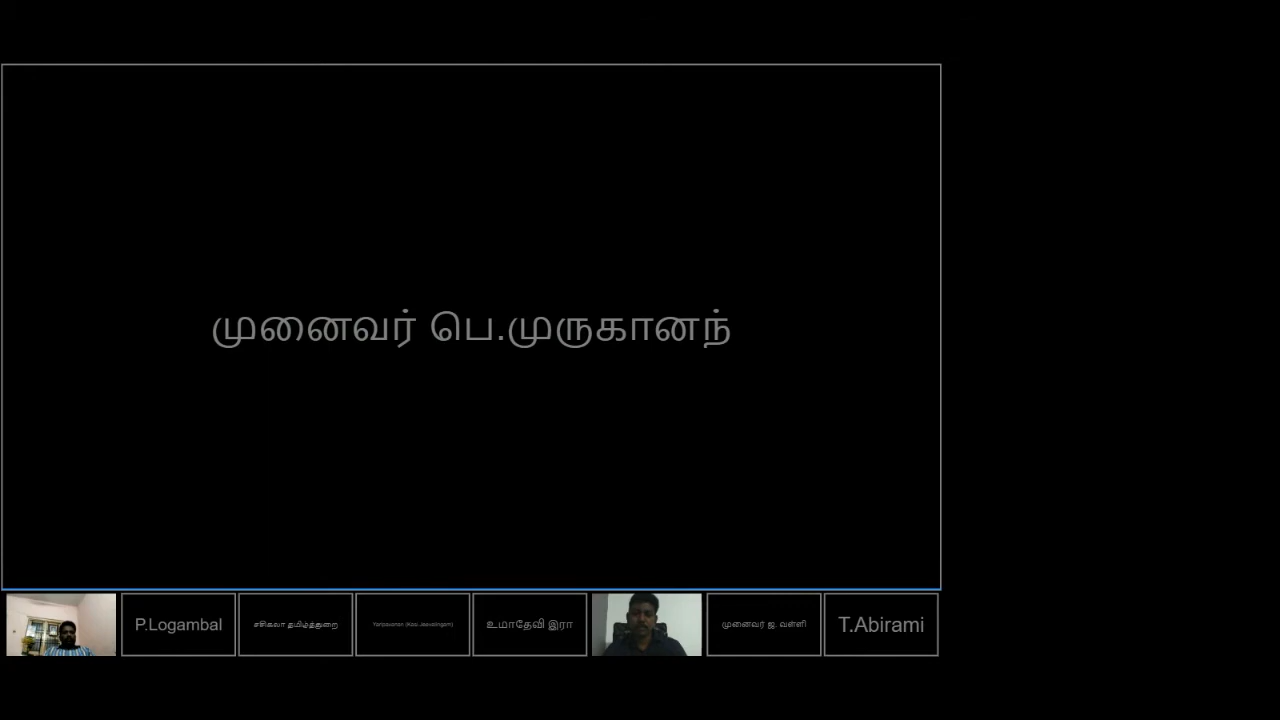 முனைவர் பெ.முருகானந்
P.Logambal
சசிகலா தமிழ்த்துறை
உமாதேவி இரா
முனைவர் ஜ. வள்ளி
T.Abirami